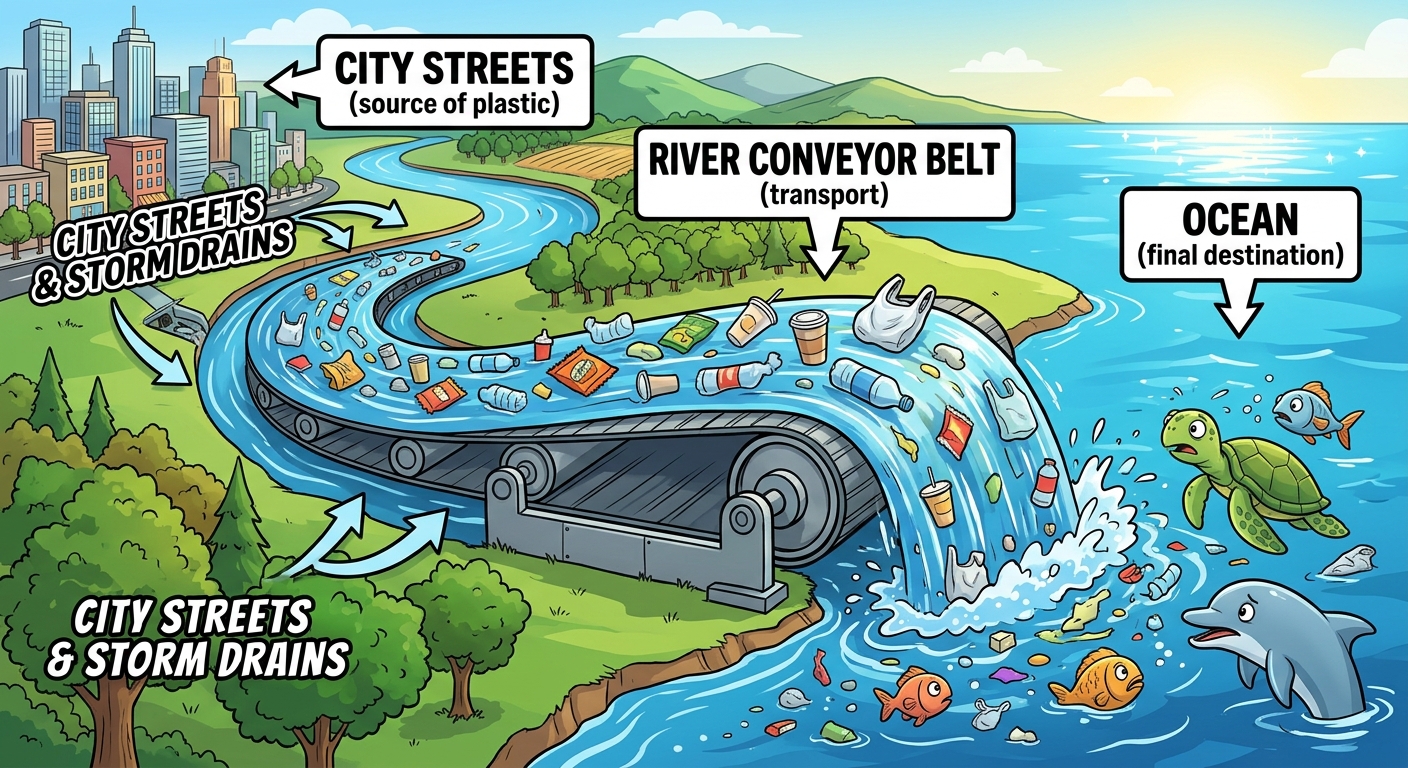 CITY STREETS
(source of plastic)
RIVER CONVEYOR BELT
(transport)
OCEAN
(final destination)
CITY STREETS
& STORM DRAINS
CITY STREETS
& STORM DRAINS